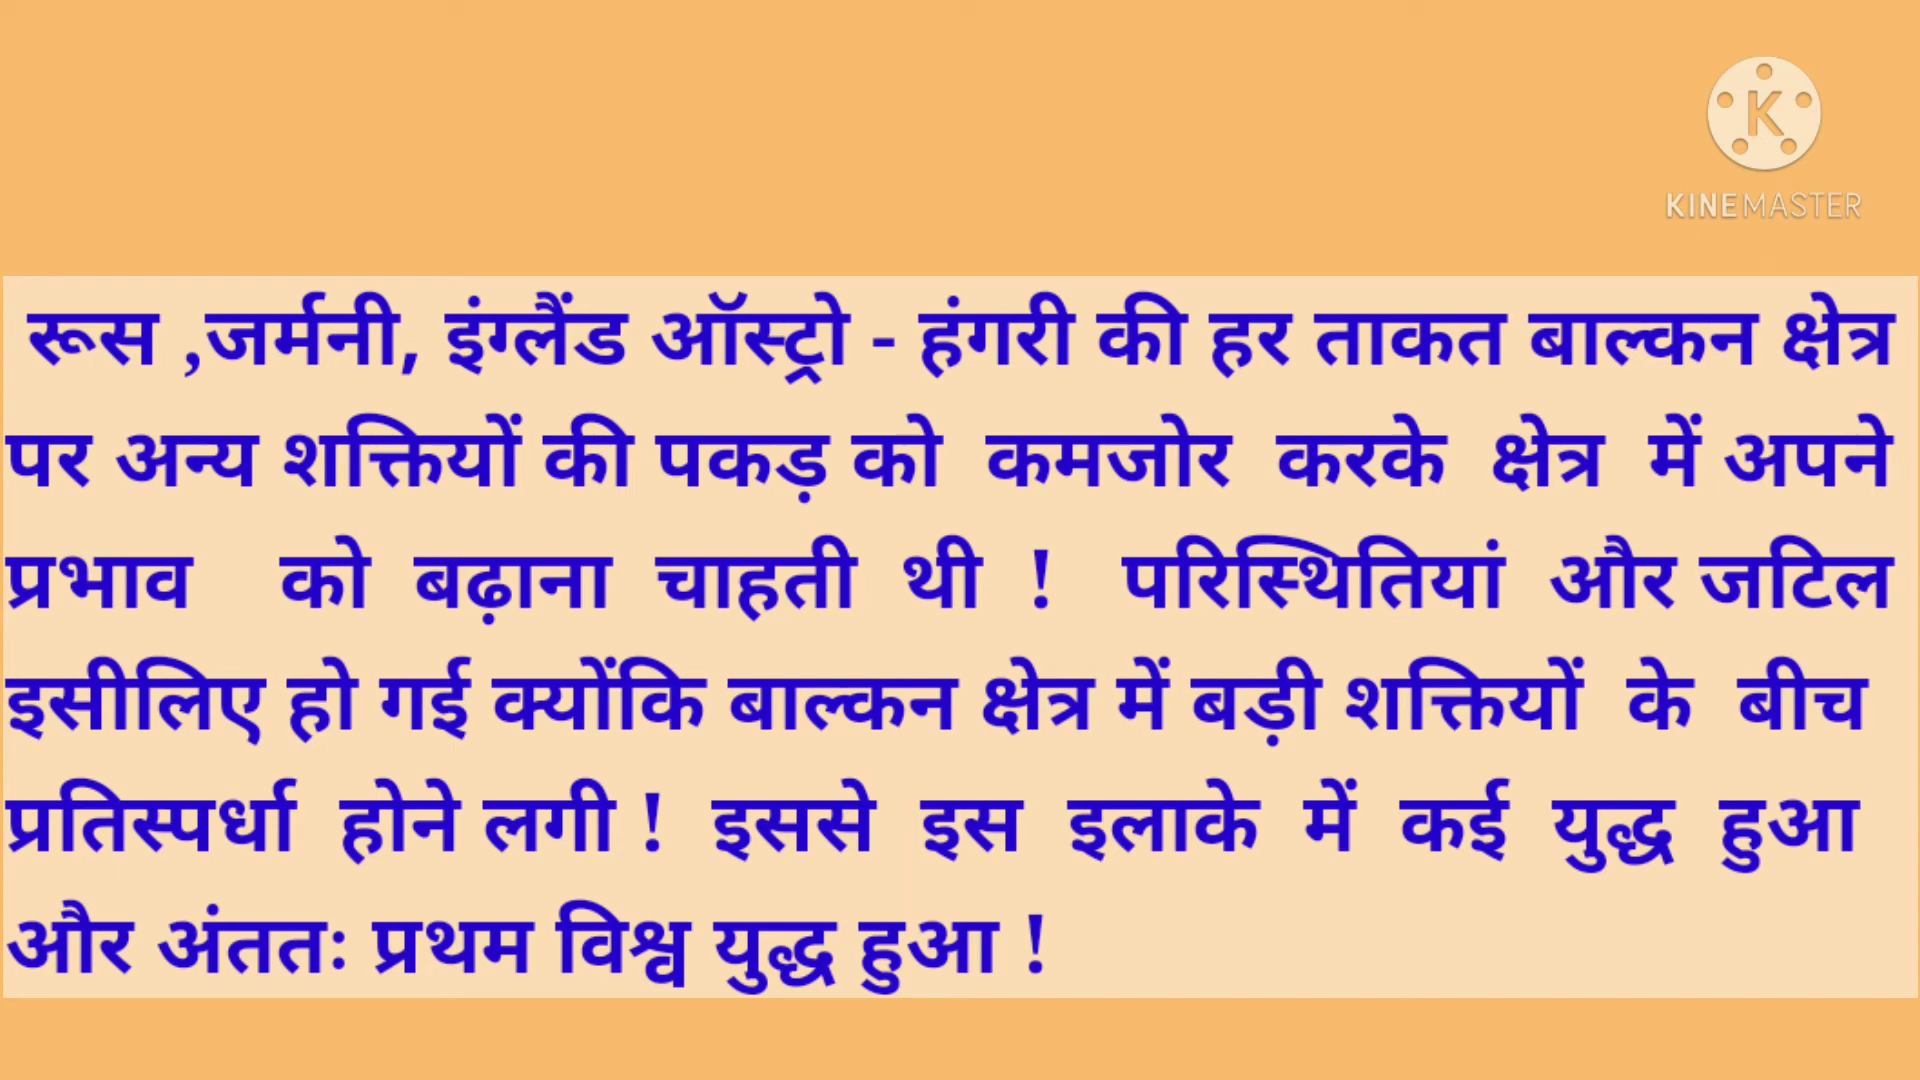 KINEMASTER
रूस ,जर्मनी, इंग्लैंड ऑस्ट्रो - हंगरी की हर ताकत बाल्कन क्षेत्र
पर अन्य शक्तियों की पकड़ को कमजोर करके क्षेत्र में अपने
प्रभाव को बढ़ाना चाहती थी ! परिस्थितियां और जटिल
इसीलिए हो गई क्योंकि बाल्कन क्षेत्र में बड़ी शक्तियों के बीच
प्रतिस्पर्धा होने लगी ! इससे इस इलाके में कई युद्ध हुआ
और अंततः प्रथम विश्व युद्ध हुआ !